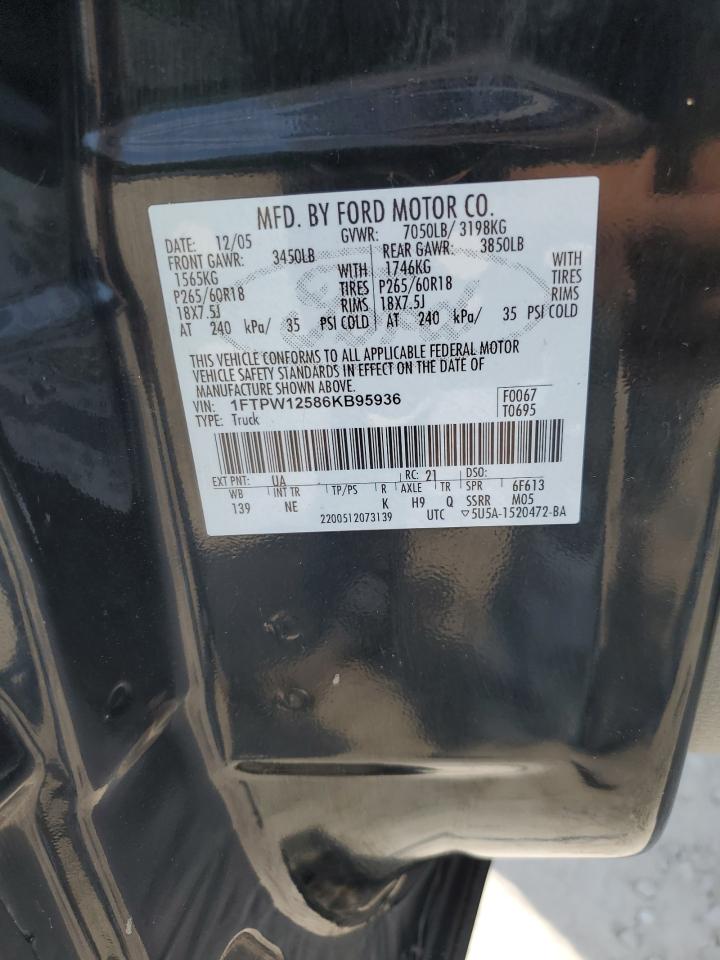 MFD. BY FORD MOTOR CO.
DATE: 12/05 GVWR: 7050LB/ 3198KG
FRONT GAWR: 3450LB REAR GAWR: 3850LB
1565KG WITH 1746KG WITH
P265/60R18 TIRES P265/60R18 TIRES
18X7.5J RIMS 18X7.5J RIMS
AT 240 kPa/ 35 PSI COLD AT 240 kPa/ 35 PSI COLD
THIS VEHICLE CONFORMS TO ALL APPLICABLE FEDERAL MOTOR
VEHICLE SAFETY STANDARDS IN EFFECT ON THE DATE OF
MANUFACTURE SHOWN ABOVE.
VIN: 1FTPW12586KB95936 F0067
TYPE: Truck T0695
EXT PNT: UA RC: 21 DSO:
WB INT TR TP/PS R AXLE TR SPR 6F613
139 NE K H9 Q SSRR M05
2200512073139 UTC ▽5U5A-1520472-BA